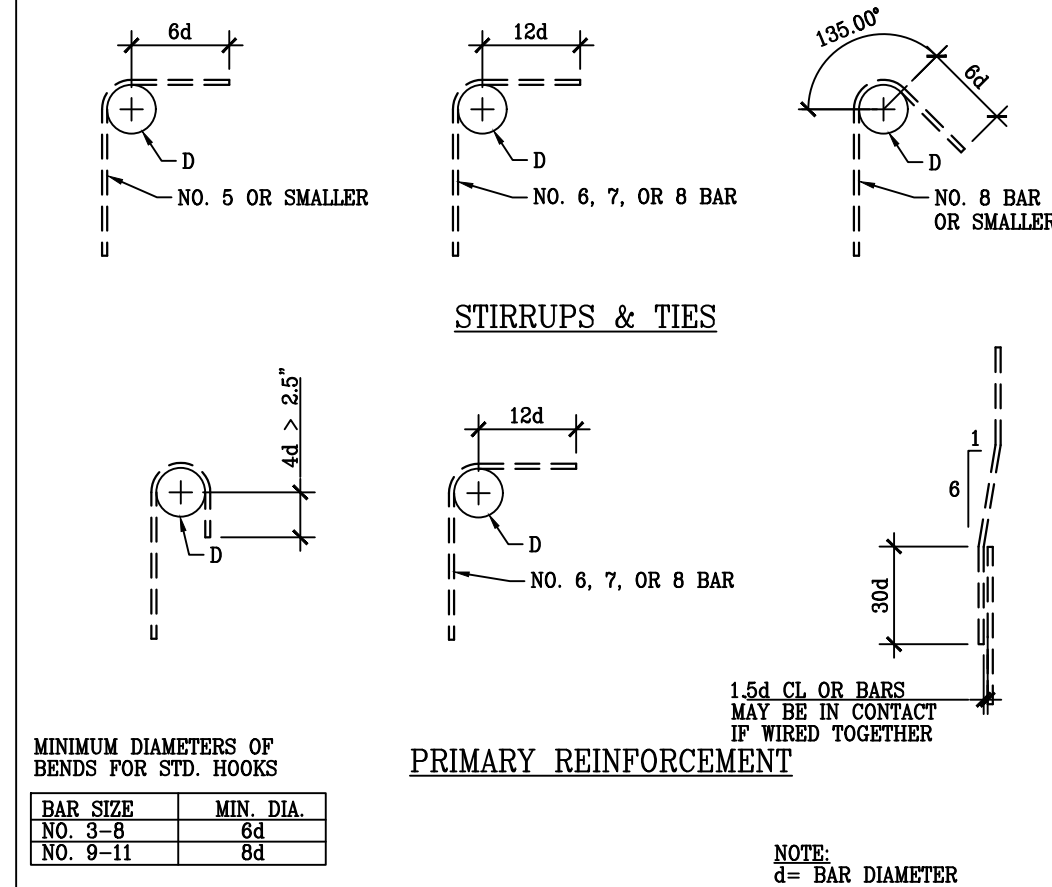 6d
D
NO. 5 OR SMALLER
12d
D
NO. 6, 7, OR 8 BAR
135.00°
6d
D
NO. 8 BAR
OR SMALLER
STIRRUPS & TIES
4d > 2.5"
D
12d
D
NO. 6, 7, OR 8 BAR
1
6
30d
1.5d CL OR BARS
MAY BE IN CONTACT
IF WIRED TOGETHER
PRIMARY REINFORCEMENT
MINIMUM DIAMETERS OF
BENDS FOR STD. HOOKS
BAR SIZE MIN. DIA.
NO. 3-8 6d
NO. 9-11 8d
NOTE:
d= BAR DIAMETER